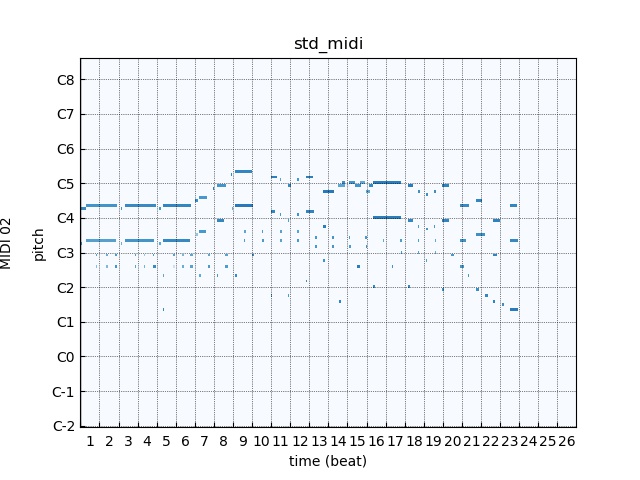 std_midi
MIDI 02
pitch
C8
C7
C6
C5
C4
C3
C2
C1
C0
C-1
C-2
1 2 3 4 5 6 7 8 9 10 11 12 13 14 15 16 17 18 19 20 21 22 23 24 25 26
time (beat)